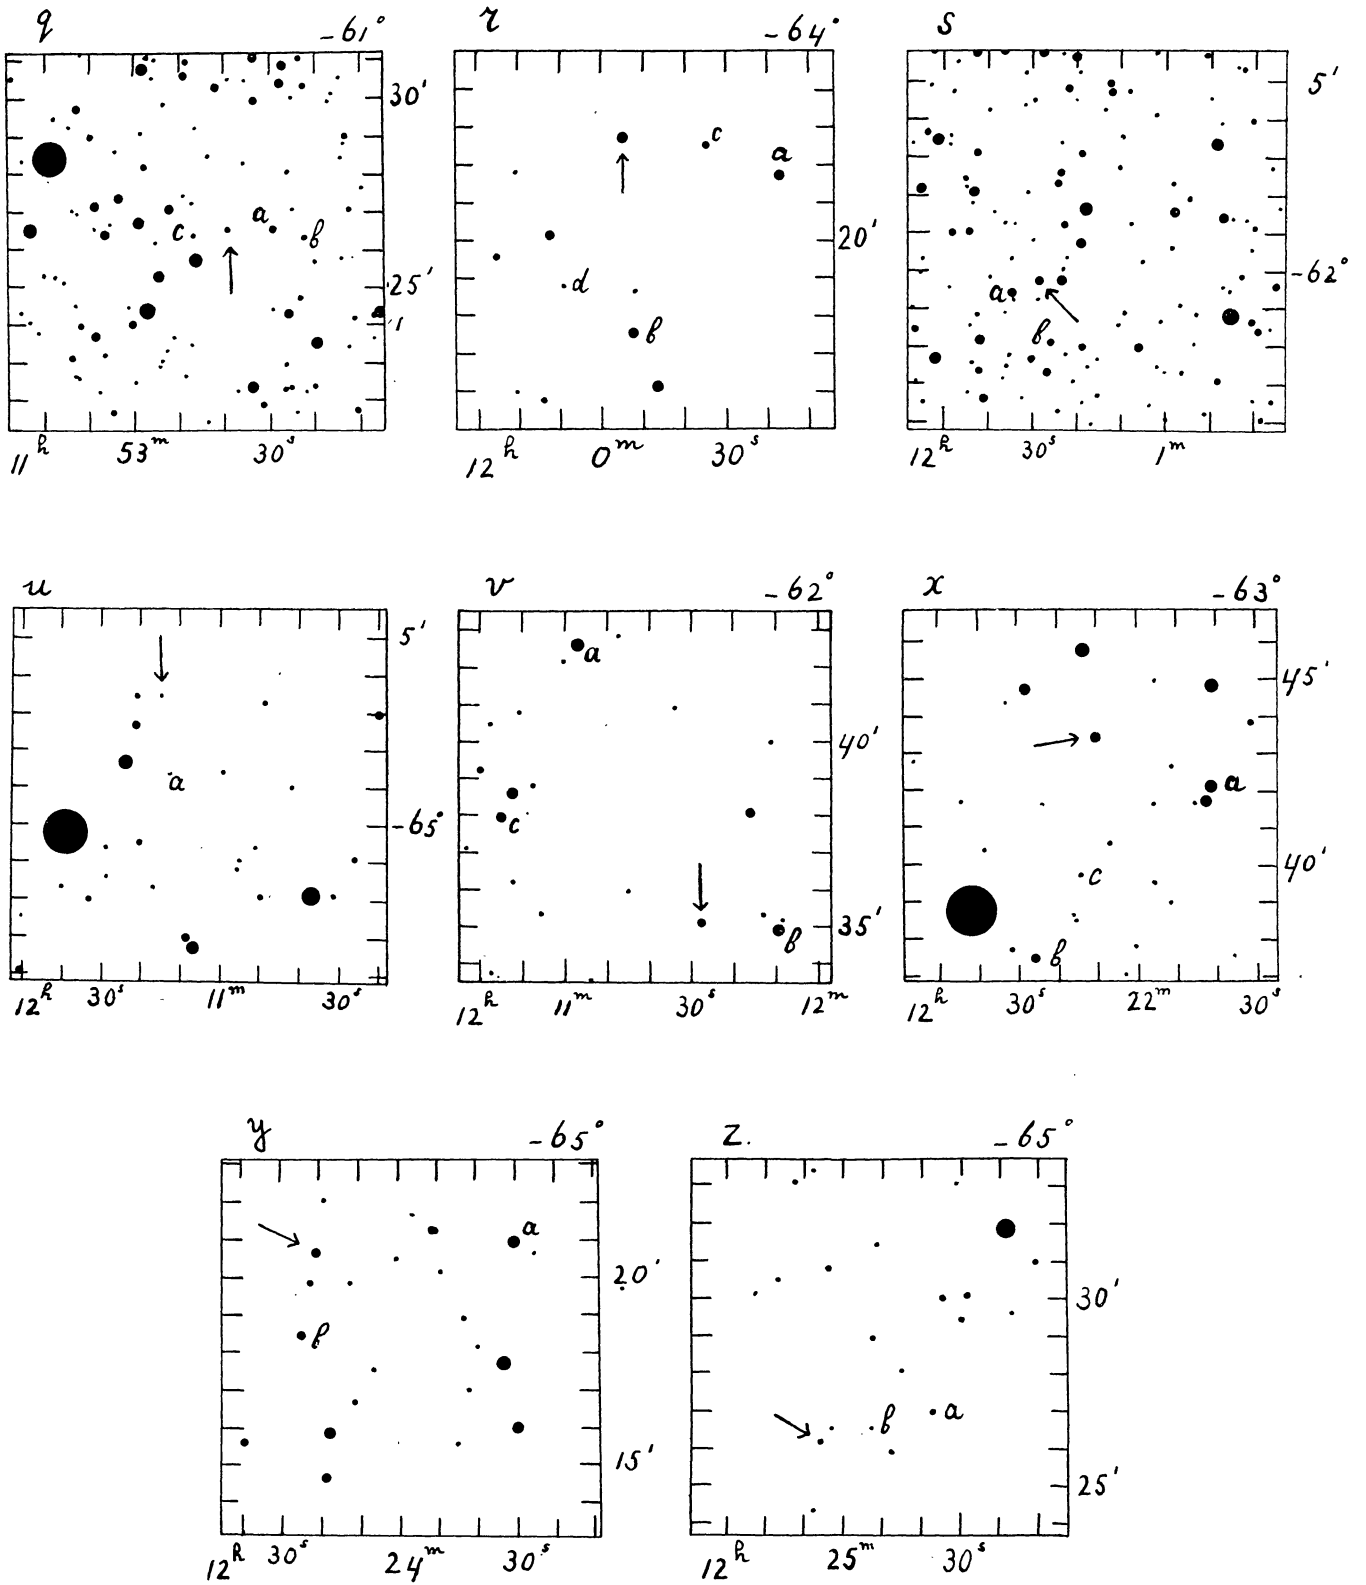 q -61°
30'
a
c b
25'
11ʰ 53ᵐ 30ˢ
r -64°
c
a
20'
d
b
12ʰ 0ᵐ 30ˢ
s 5'
-62°
a
b
12ʰ 30ˢ 1ᵐ
u 5'
a
-65°
12ʰ 30ˢ 11ᵐ 30ˢ
v -62°
a
40'
c
35'
b
12ʰ 11ᵐ 30ˢ 12ᵐ
x -63°
45'
a
40'
c
b
12ʰ 30ˢ 22ᵐ 30ˢ
y -65°
a
20'
b
15'
12ʰ 30ˢ 24ᵐ 30ˢ
z. -65°
30'
b a
25'
12ʰ 25ᵐ 30ˢ